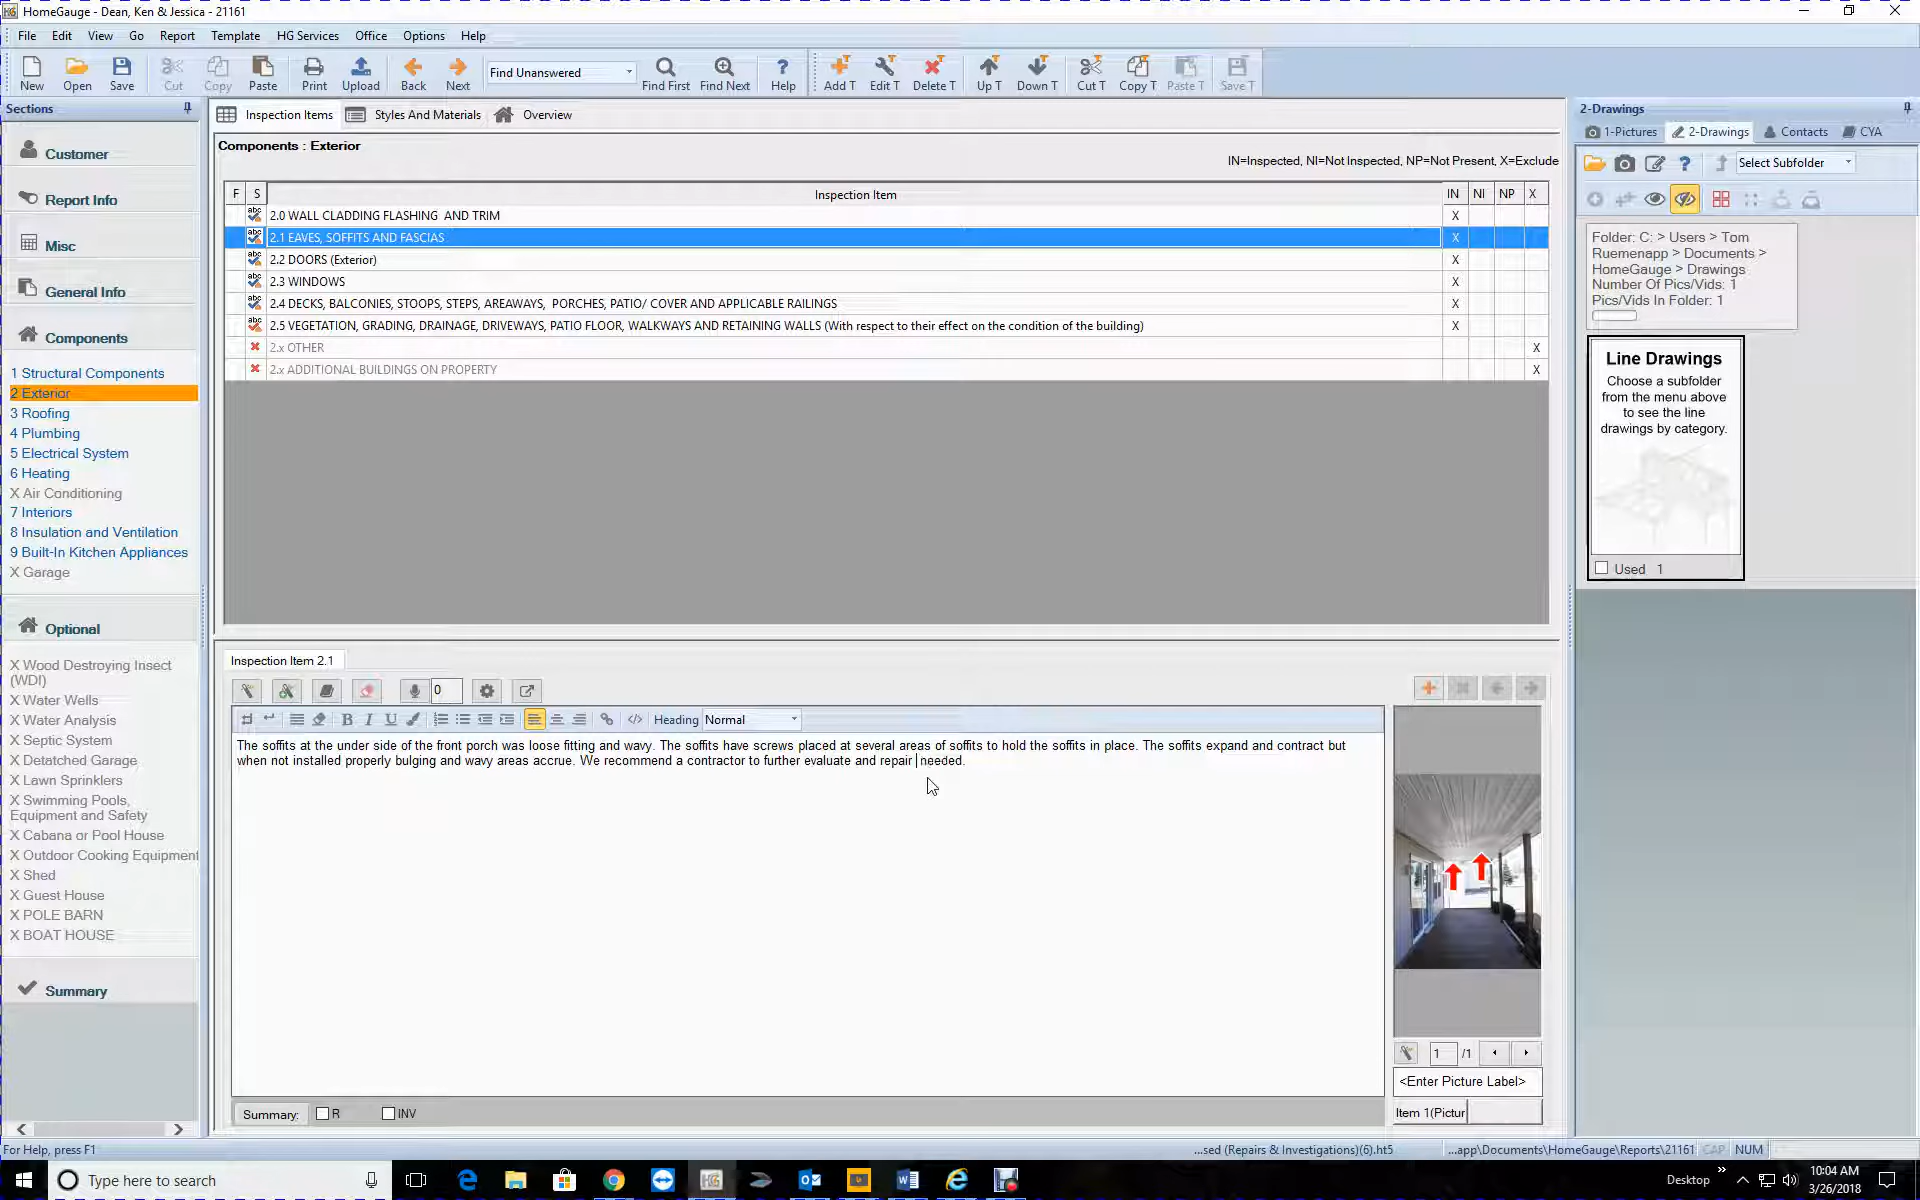 HomeGauge - Dean, Ken & Jessica - 21161
File Edit View Go Report Template HG Services Office Options Help
New Open Save Cut Copy Paste Print Upload Back Next Find Unanswered Find First Find Next Help Add T Edit T Delete T Up T Down T Cut T Copy T Paste T Save T
Sections
Customer
Report Info
Misc
General Info
Components
1 Structural Components
2 Exterior
3 Roofing
4 Plumbing
5 Electrical System
6 Heating
X Air Conditioning
7 Interiors
8 Insulation and Ventilation
9 Built-In Kitchen Appliances
X Garage
Optional
X Wood Destroying Insect
(WDI)
X Water Wells
X Water Analysis
X Septic System
X Detatched Garage
X Lawn Sprinklers
X Swimming Pools,
Equipment and Safety
X Cabana or Pool House
X Outdoor Cooking Equipment
X Shed
X Guest House
X POLE BARN
X BOAT HOUSE
Summary
Inspection Items Styles And Materials Overview
Components : Exterior
IN=Inspected, NI=Not Inspected, NP=Not Present, X=Exclude
F S Inspection Item IN NI NP X
abc 2.0 WALL CLADDING FLASHING AND TRIM X
abc 2.1 EAVES, SOFFITS AND FASCIAS X
abc 2.2 DOORS (Exterior) X
abc 2.3 WINDOWS X
abc 2.4 DECKS, BALCONIES, STOOPS, STEPS, AREAWAYS, PORCHES, PATIO/ COVER AND APPLICABLE RAILINGS X
abc 2.5 VEGETATION, GRADING, DRAINAGE, DRIVEWAYS, PATIO FLOOR, WALKWAYS AND RETAINING WALLS (With respect to their effect on the condition of the building) X
2.x OTHER X
2.x ADDITIONAL BUILDINGS ON PROPERTY X
Inspection Item 2.1
0
B I U Heading Normal
The soffits at the under side of the front porch was loose fitting and wavy. The soffits have screws placed at several areas of soffits to hold the soffits in place. The soffits expand and contract but
when not installed properly bulging and wavy areas accrue. We recommend a contractor to further evaluate and repair needed.
1 /1
<Enter Picture Label>
Item 1(Pictur
Summary: R INV
2-Drawings
1-Pictures 2-Drawings Contacts CYA
Select Subfolder
Folder: C: > Users > Tom
Ruemenapp > Documents >
HomeGauge > Drawings
Number Of Pics/Vids: 1
Pics/Vids In Folder: 1
Line Drawings
Choose a subfolder
from the menu above
to see the line
drawings by category.
Used 1
For Help, press F1 ...sed (Repairs & Investigations)(6).ht5 ...app\Documents\HomeGauge\Reports\21161 CAP NUM
Type here to search Desktop 10:04 AM
3/26/2018